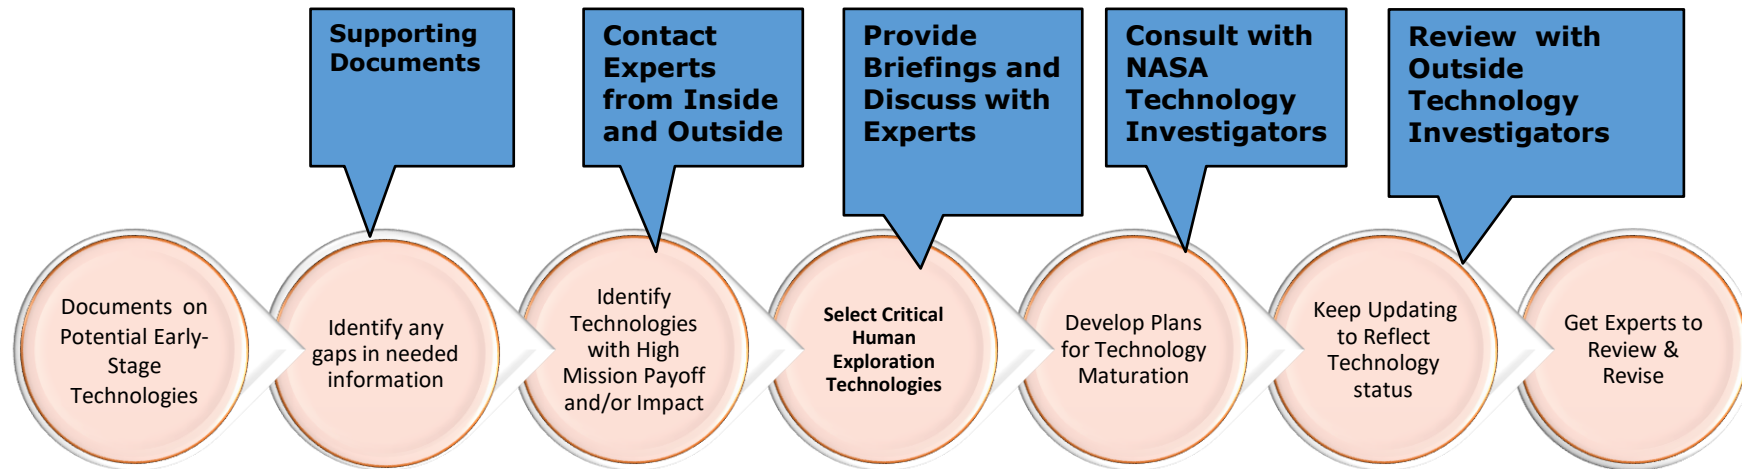 Supporting
Documents
Contact
Experts
from Inside
and Outside
Provide
Briefings and
Discuss with
Experts
Consult with
NASA
Technology
Investigators
Review with
Outside
Technology
Investigators
Documents on
Potential Early-
Stage
Technologies
Identify any
gaps in needed
information
Identify
Technologies
with High
Mission Payoff
and/or Impact
Select Critical
Human
Exploration
Technologies
Develop Plans
for Technology
Maturation
Keep Updating
to Reflect
Technology
status
Get Experts to
Review &
Revise